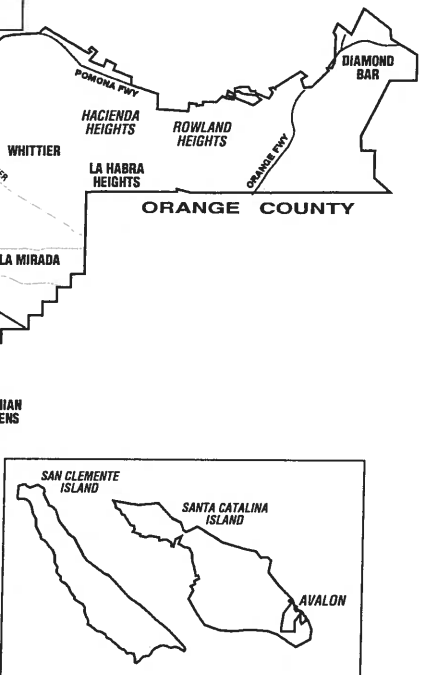 DIAMOND
BAR
POMONA FWY
HACIENDA
HEIGHTS
ROWLAND
HEIGHTS
WHITTIER
LA HABRA
HEIGHTS
ORANGE FWY
ORANGE COUNTY
LA MIRADA
SAN CLEMENTE
ISLAND
SANTA CATALINA
ISLAND
AVALON